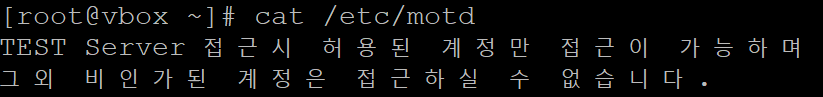 [root@vbox ~]# cat /etc/motd
TEST Server 접근시 허용된 계정만 접근이 가능하며
그외 비인가된 계정은 접근하실 수 없습니다.